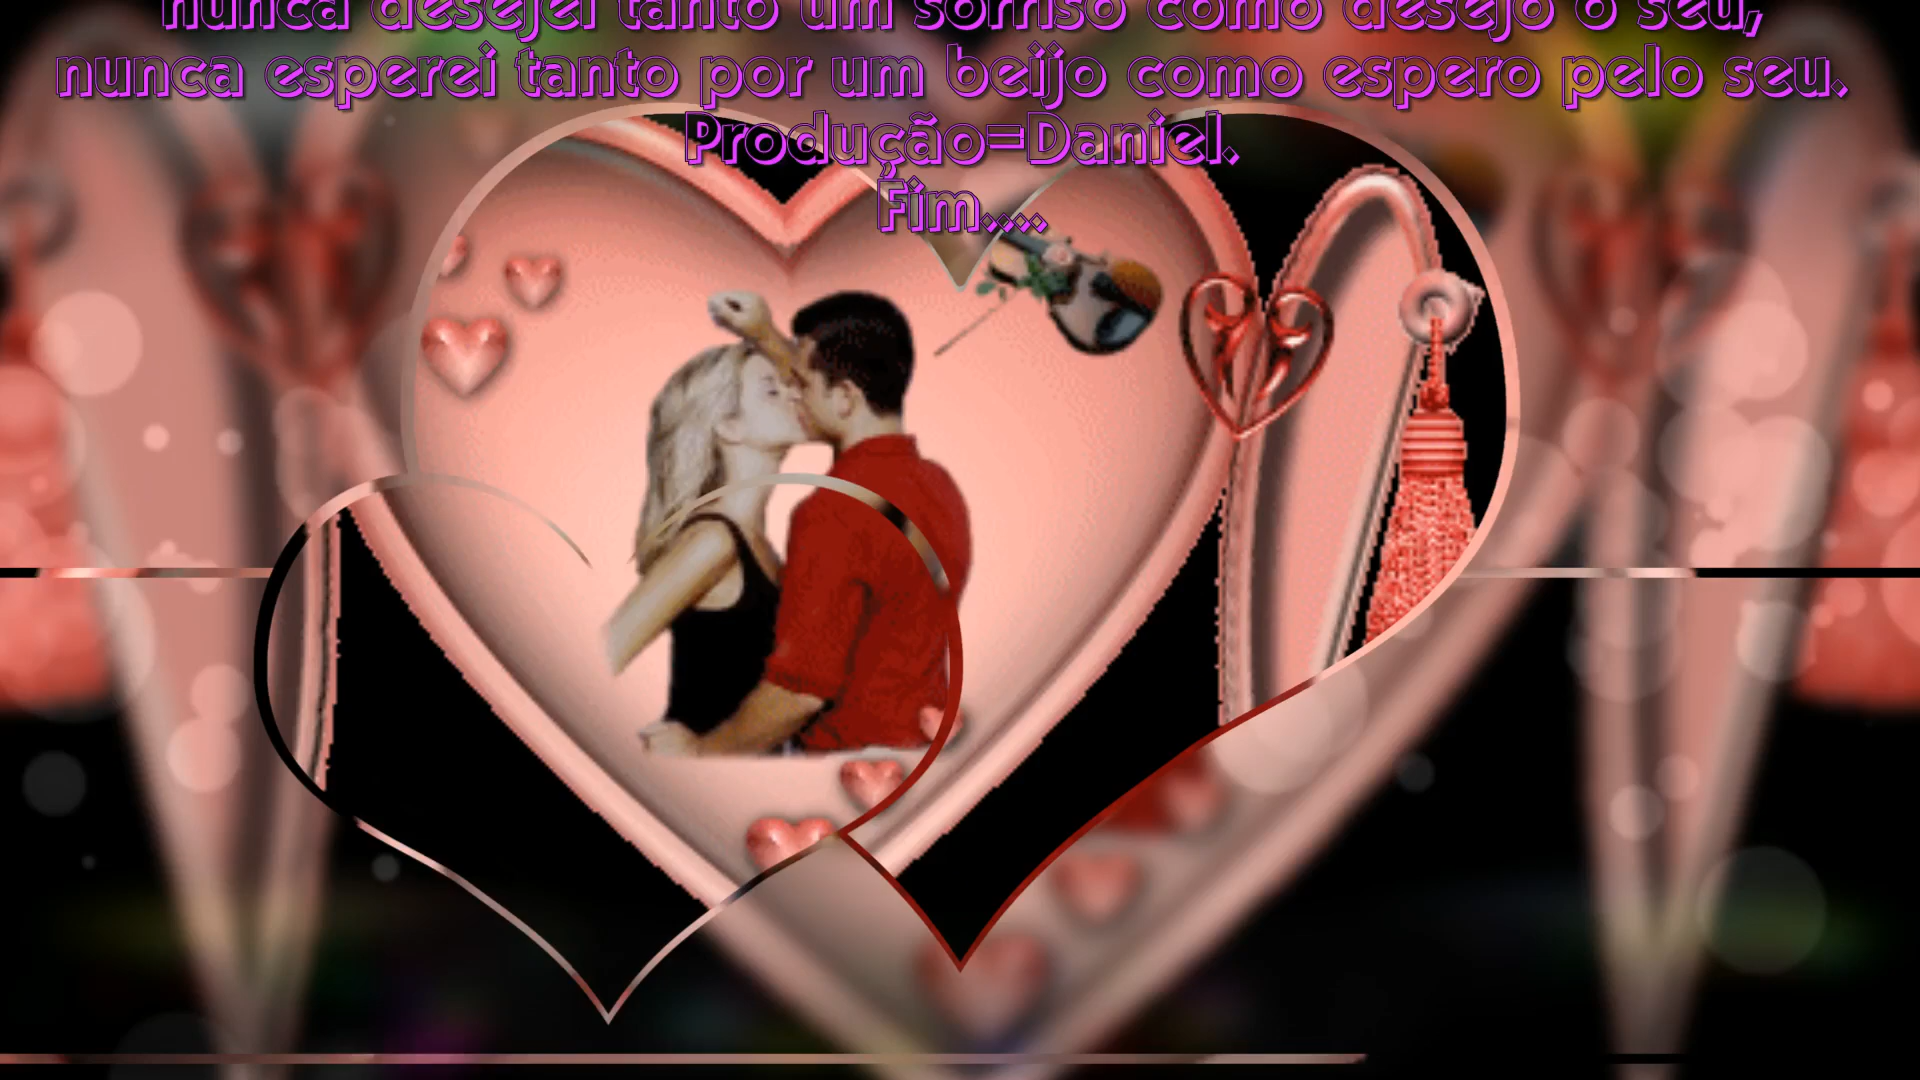 nunca desejei tanto um sorriso como desejo o seu,
nunca esperei tanto por um beijo como espero pelo seu.
Produção=Daniel.
Fim....